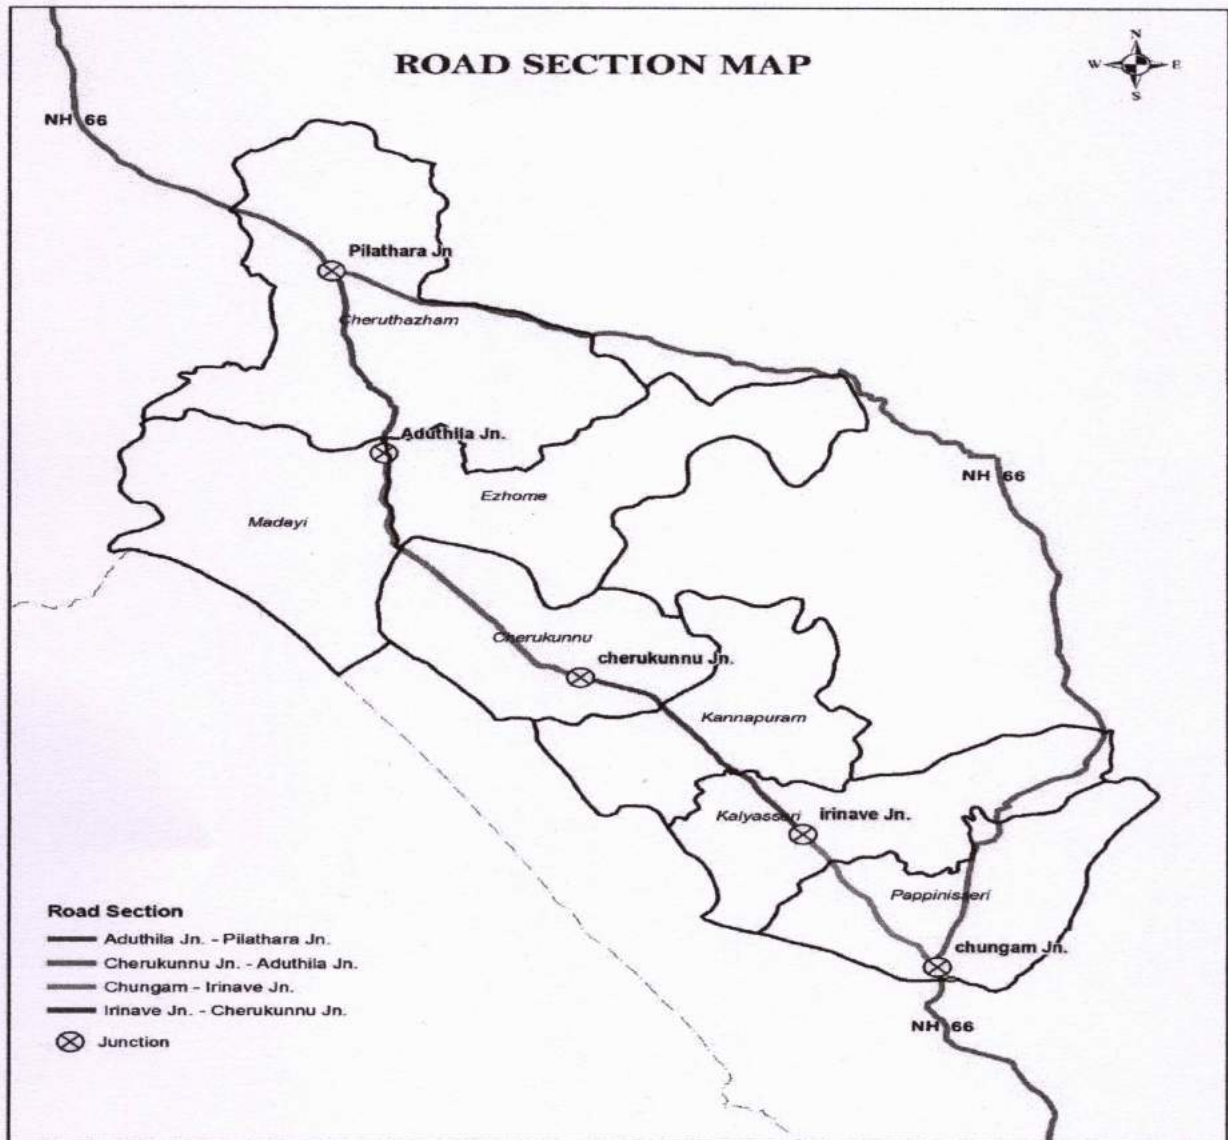 ROAD SECTION MAP
N
W E
S
NH 66
Pilathara Jn
Cheruthazham
Aduthila Jn.
NH 66
Ezhome
Madayi
Cherukunnu
cherukunnu Jn.
Kannapuram
Kalyasseri
irinave Jn.
Pappinisseri
chungam Jn.
NH 66
Road Section
Aduthila Jn. - Pilathara Jn.
Cherukunnu Jn. - Aduthila Jn.
Chungam - Irinave Jn.
Irinave Jn. - Cherukunnu Jn.
Junction